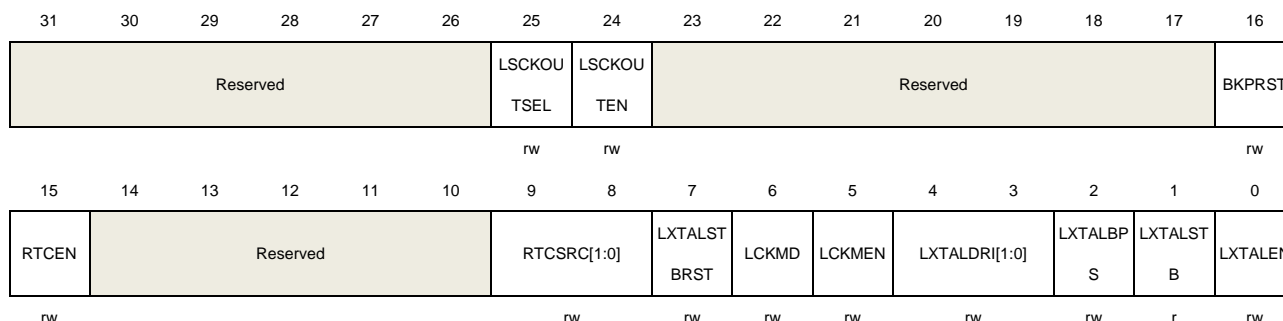 31 30 29 28 27 26 25 24 23 22 21 20 19 18 17 16
Reserved LSCKOU LSCKOU Reserved BKPRST
TSEL TEN
rw rw rw
15 14 13 12 11 10 9 8 7 6 5 4 3 2 1 0
RTCEN Reserved RTCSRC[1:0] LXTALST LCKMD LCKMEN LXTALDRI[1:0] LXTALBP LXTALST LXTALEN
BRST S B
rw rw rw rw rw rw rw r rw